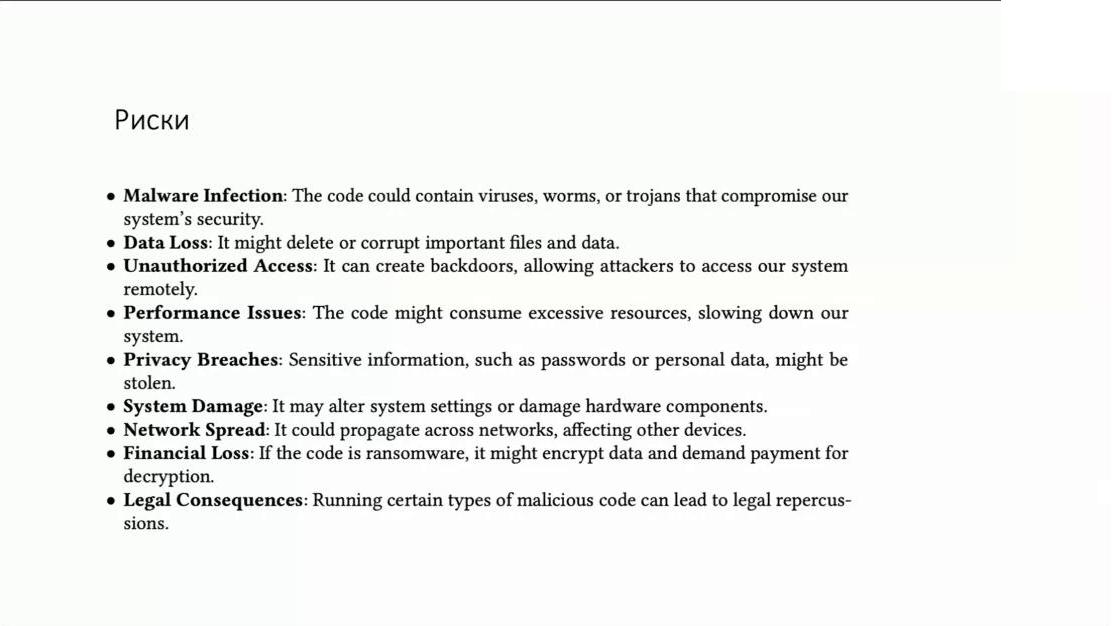 Риски
• Malware Infection: The code could contain viruses, worms, or trojans that compromise our
system's security.
• Data Loss: It might delete or corrupt important files and data.
• Unauthorized Access: It can create backdoors, allowing attackers to access our system
remotely.
• Performance Issues: The code might consume excessive resources, slowing down our
system.
• Privacy Breaches: Sensitive information, such as passwords or personal data, might be
stolen.
• System Damage: It may alter system settings or damage hardware components.
• Network Spread: It could propagate across networks, affecting other devices.
• Financial Loss: If the code is ransomware, it might encrypt data and demand payment for
decryption.
• Legal Consequences: Running certain types of malicious code can lead to legal repercus-
sions.